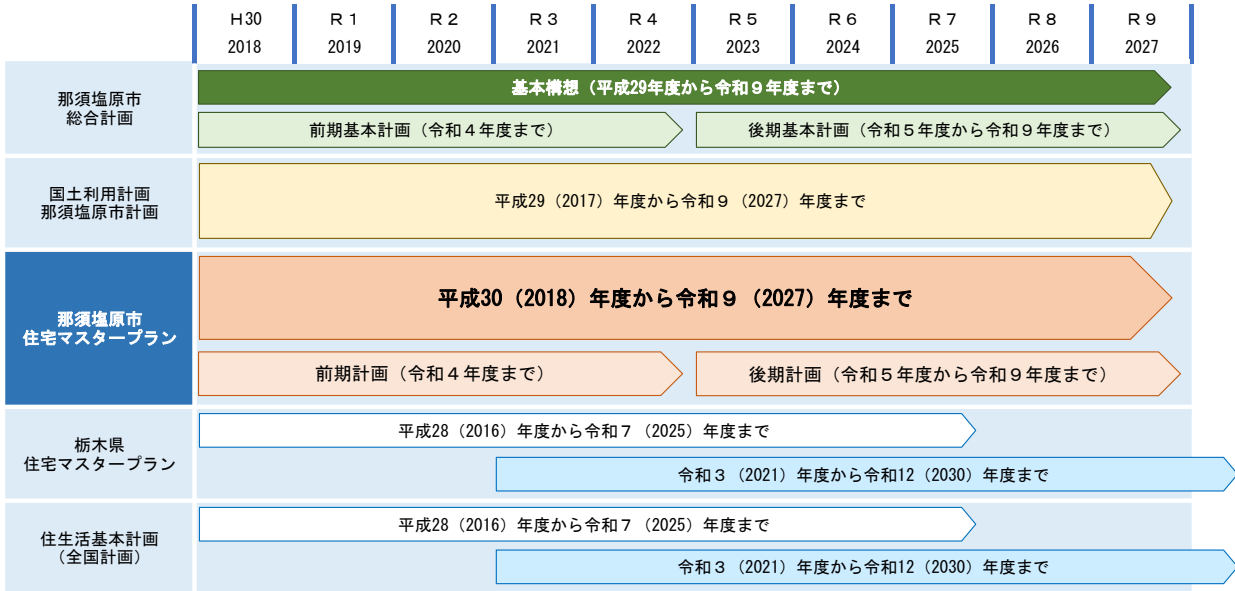 H30 R1 R2 R3 R4 R5 R6 R7 R8 R9
2018 2019 2020 2021 2022 2023 2024 2025 2026 2027
那須塩原市
総合計画
基本構想（平成29年度から令和９年度まで）
前期基本計画（令和４年度まで）
後期基本計画（令和５年度から令和９年度まで）
国土利用計画
那須塩原市計画
平成29（2017）年度から令和９（2027）年度まで
那須塩原市
住宅マスタープラン
平成30（2018）年度から令和９（2027）年度まで
前期計画（令和４年度まで）
後期計画（令和５年度から令和９年度まで）
栃木県
住宅マスタープラン
平成28（2016）年度から令和７（2025）年度まで
令和３（2021）年度から令和12（2030）年度まで
住生活基本計画
（全国計画）
平成28（2016）年度から令和７（2025）年度まで
令和３（2021）年度から令和12（2030）年度まで